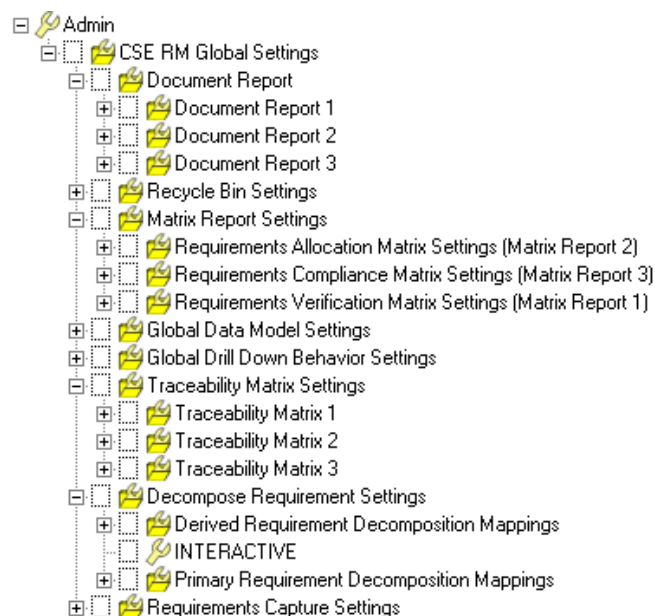 Admin
CSE RM Global Settings
Document Report
Document Report 1
Document Report 2
Document Report 3
Recycle Bin Settings
Matrix Report Settings
Requirements Allocation Matrix Settings (Matrix Report 2)
Requirements Compliance Matrix Settings (Matrix Report 3)
Requirements Verification Matrix Settings (Matrix Report 1)
Global Data Model Settings
Global Drill Down Behavior Settings
Traceability Matrix Settings
Traceability Matrix 1
Traceability Matrix 2
Traceability Matrix 3
Decompose Requirement Settings
Derived Requirement Decomposition Mappings
INTERACTIVE
Primary Requirement Decomposition Mappings
Requirements Capture Settings